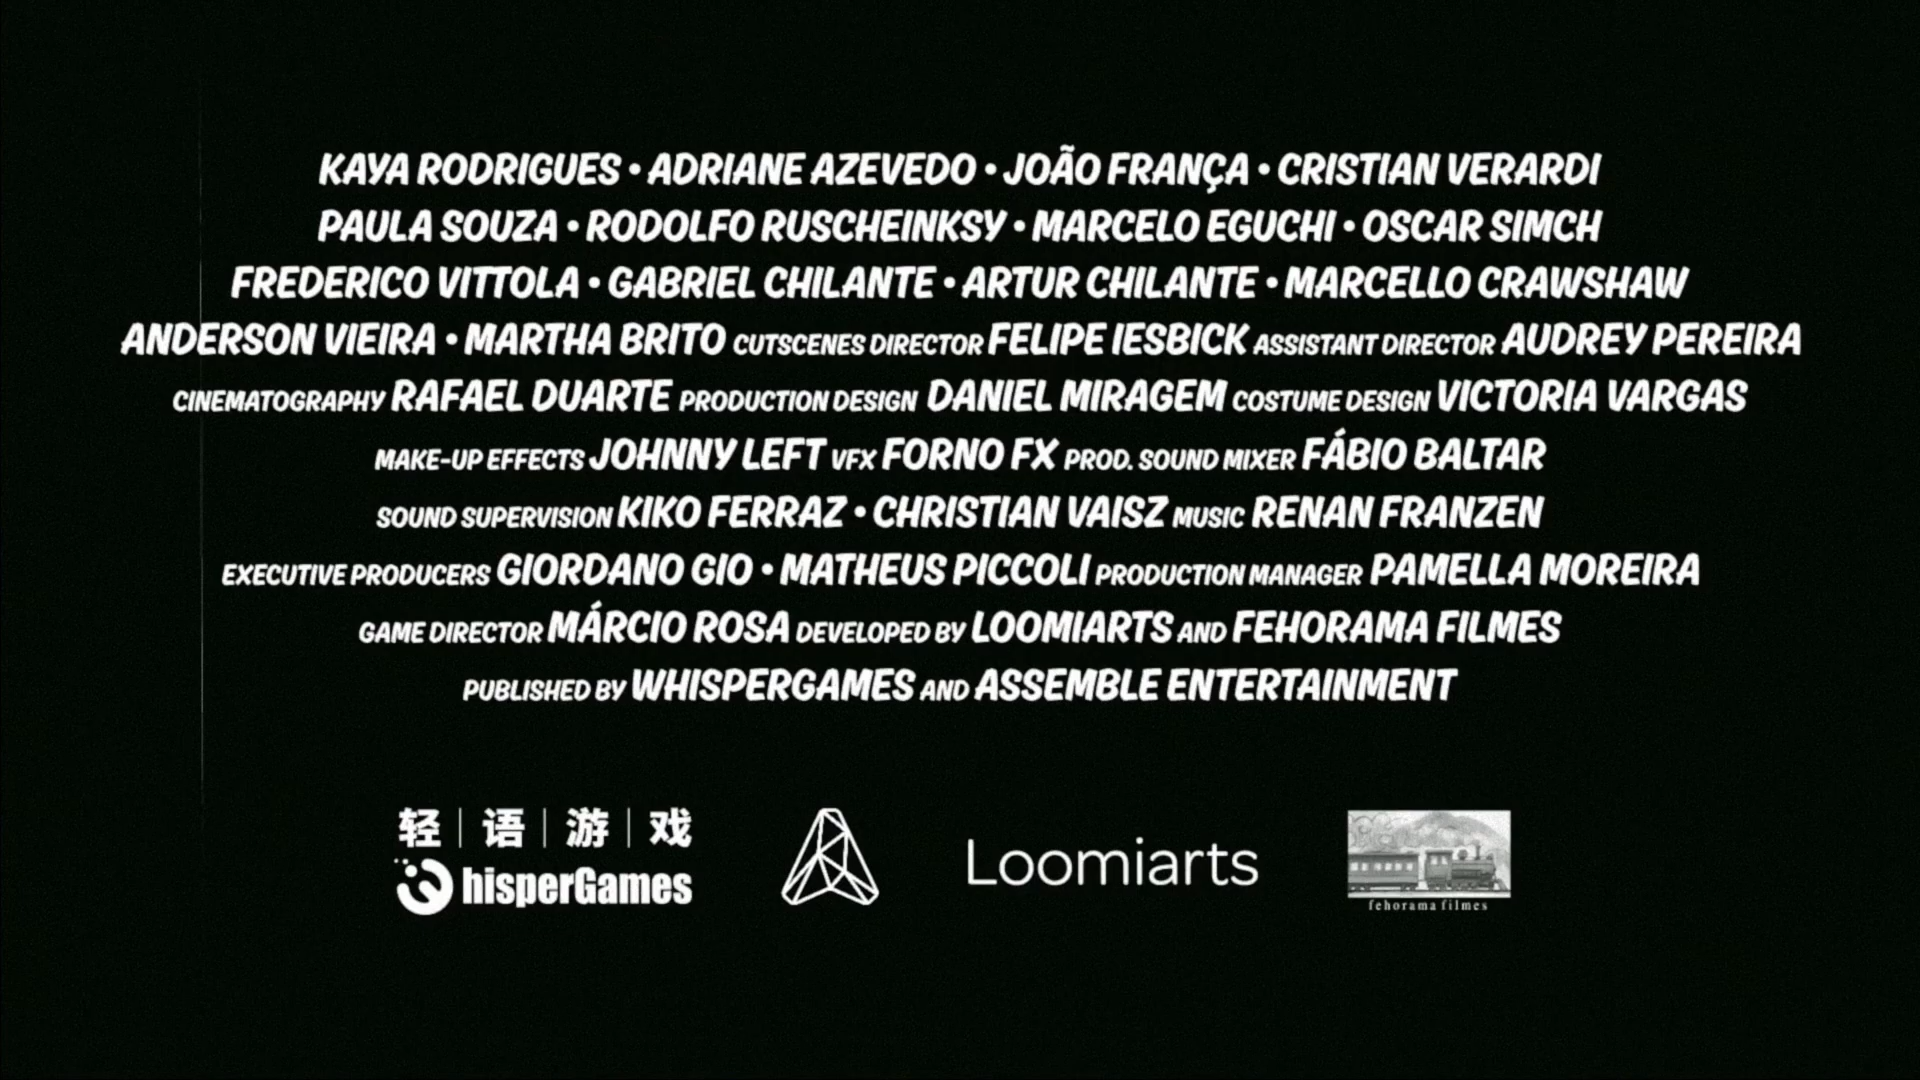 KAYA RODRIGUES • ADRIANE AZEVEDO • JOÃO FRANÇA • CRISTIAN VERARDI
PAULA SOUZA • RODOLFO RUSCHEINKSY • MARCELO EGUCHI • OSCAR SIMCH
FREDERICO VITTOLA • GABRIEL CHILANTE • ARTUR CHILANTE • MARCELLO CRAWSHAW
ANDERSON VIEIRA • MARTHA BRITO CUTSCENES DIRECTOR FELIPE IESBICK ASSISTANT DIRECTOR AUDREY PEREIRA
CINEMATOGRAPHY RAFAEL DUARTE PRODUCTION DESIGN DANIEL MIRAGEM COSTUME DESIGN VICTORIA VARGAS
MAKE-UP EFFECTS JOHNNY LEFT VFX FORNO FX PROD. SOUND MIXER FÁBIO BALTAR
SOUND SUPERVISION KIKO FERRAZ • CHRISTIAN VAISZ MUSIC RENAN FRANZEN
EXECUTIVE PRODUCERS GIORDANO GIO • MATHEUS PICCOLI PRODUCTION MANAGER PAMELLA MOREIRA
GAME DIRECTOR MÁRCIO ROSA DEVELOPED BY LOOMIARTS AND FEHORAMA FILMES
PUBLISHED BY WHISPERGAMES AND ASSEMBLE ENTERTAINMENT
轻|语|游|戏
WhisperGames
Loomiarts
fehorama filmes